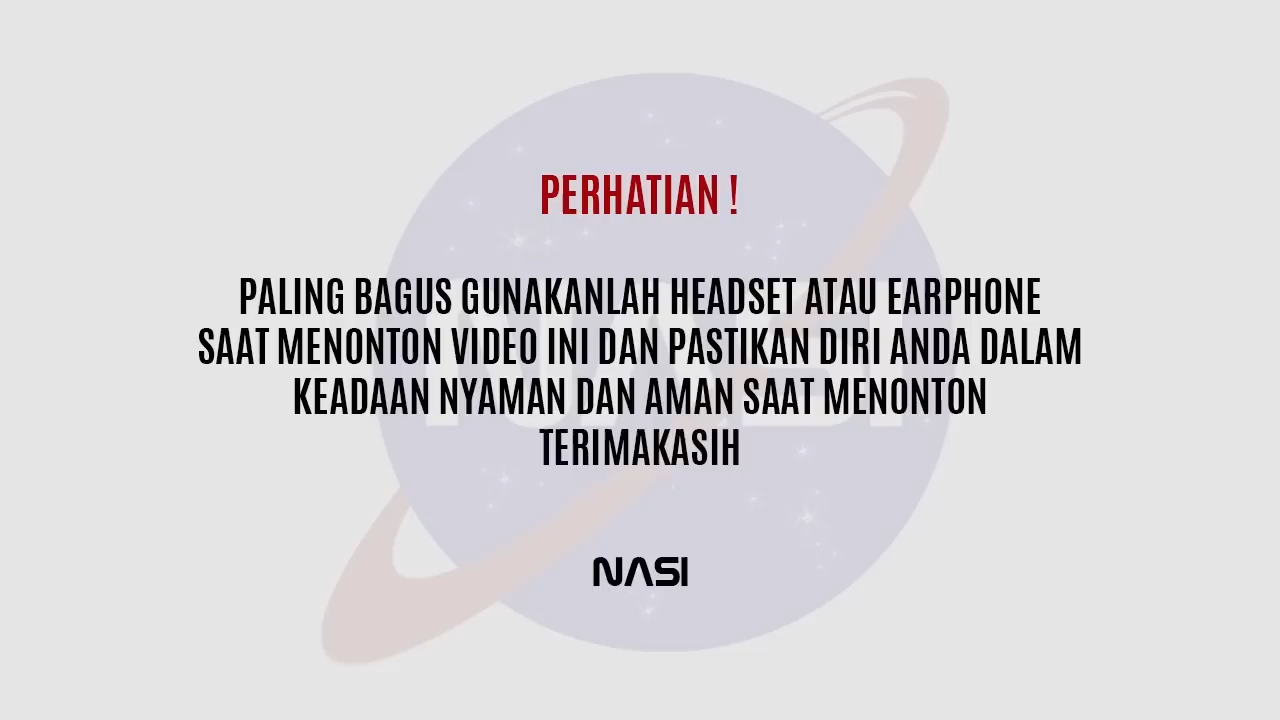 PERHATIAN !
PALING BAGUS GUNAKANLAH HEADSET ATAU EARPHONE
SAAT MENONTON VIDEO INI DAN PASTIKAN DIRI ANDA DALAM
KEADAAN NYAMAN DAN AMAN SAAT MENONTON
TERIMAKASIH
NASI
NASI